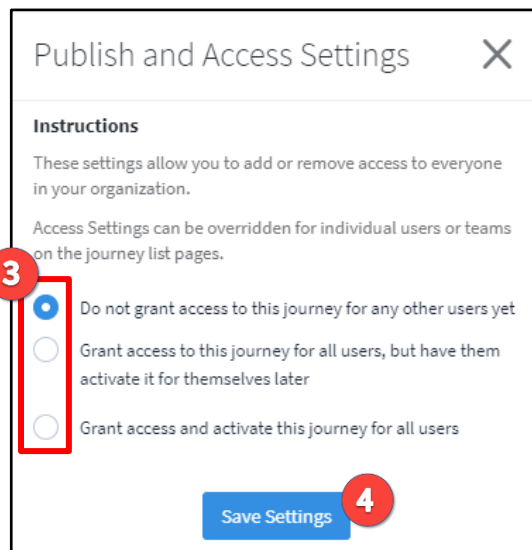 Publish and Access Settings
Instructions
These settings allow you to add or remove access to everyone
in your organization.
Access Settings can be overridden for individual users or teams
on the journey list pages.
3
Do not grant access to this journey for any other users yet
Grant access to this journey for all users, but have them
activate it for themselves later
Grant access and activate this journey for all users
Save Settings
4